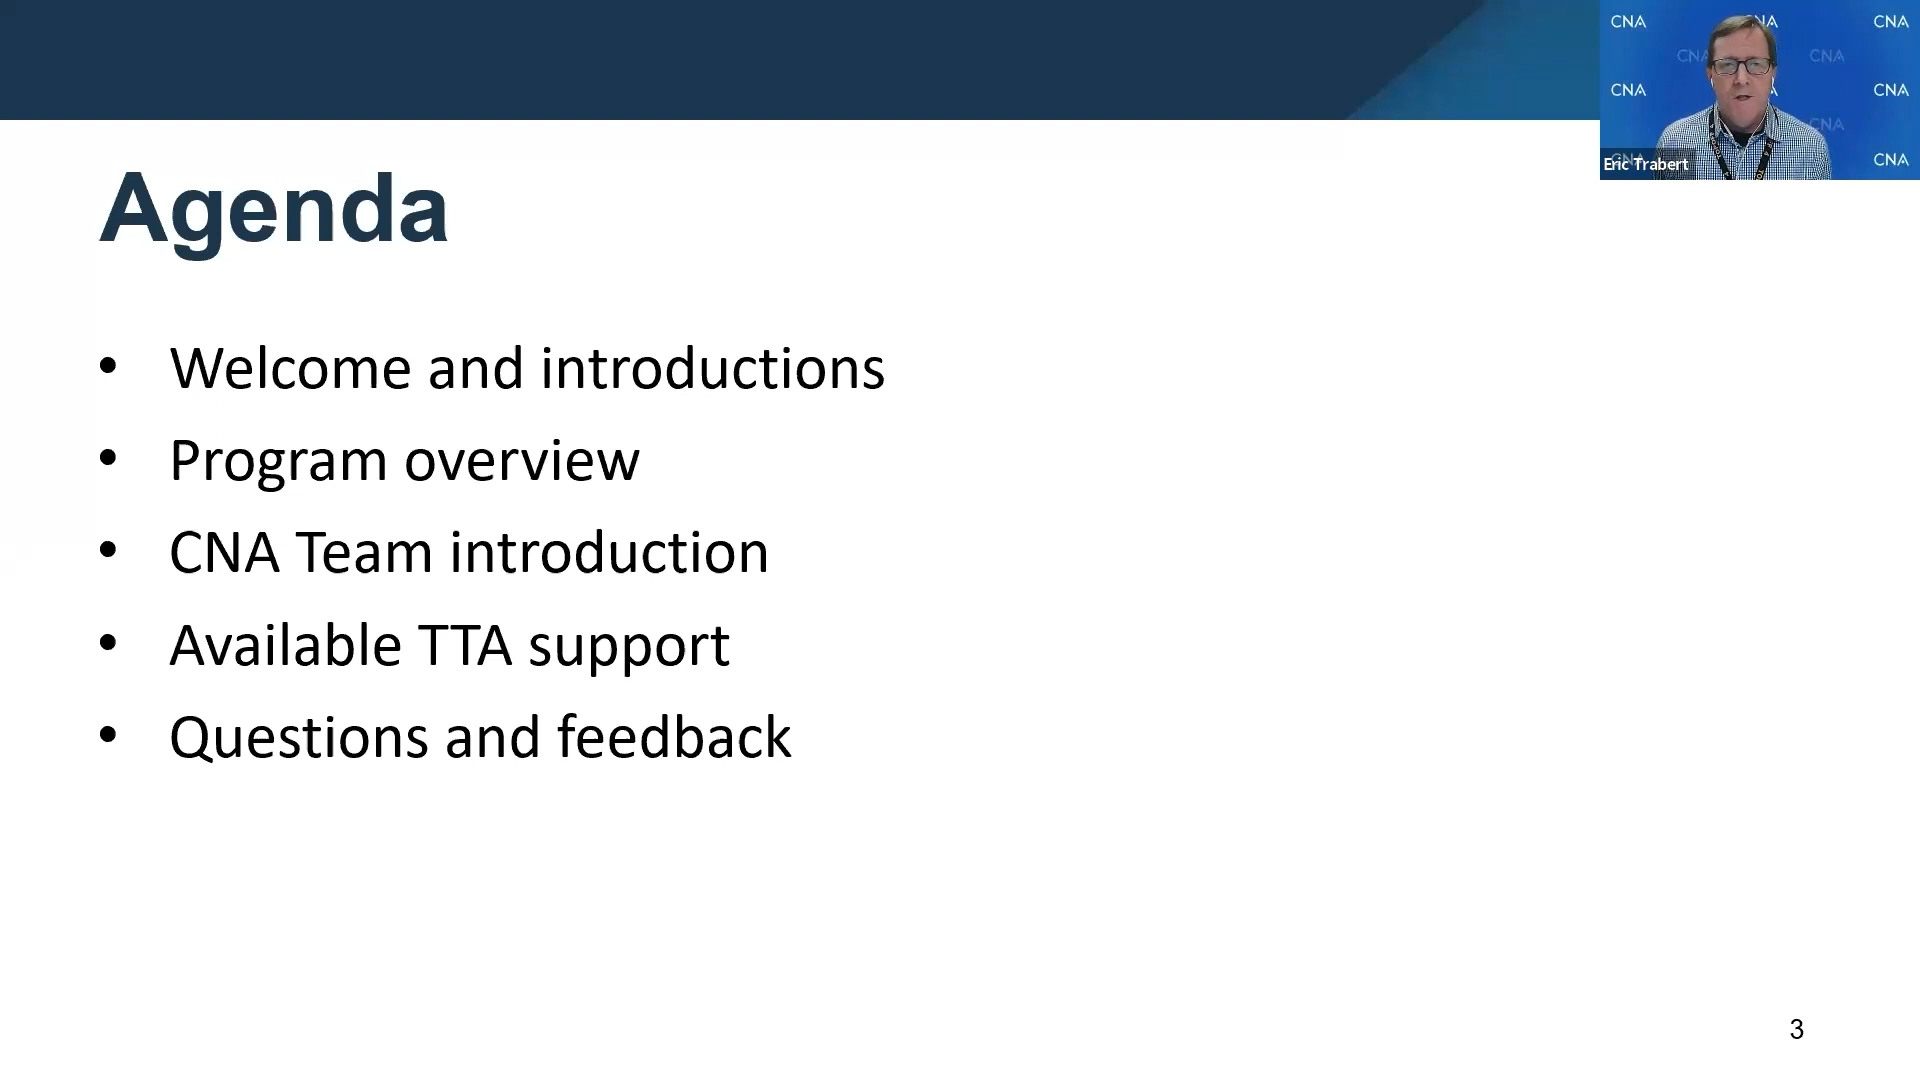 CNA CNA CNA
CNA CNA
CNA CNA
CNA
CNA
Eric Trabert
Agenda
• Welcome and introductions
• Program overview
• CNA Team introduction
• Available TTA support
• Questions and feedback
3